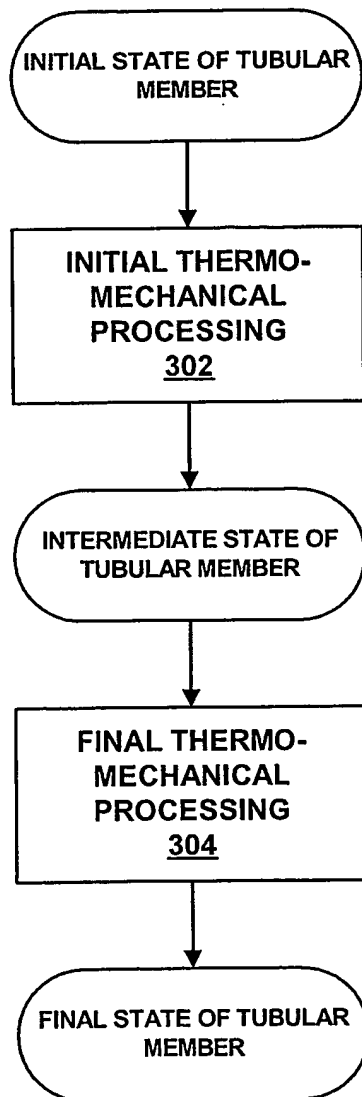 INITIAL STATE OF TUBULAR
MEMBER
INITIAL THERMO-
MECHANICAL
PROCESSING
302
INTERMEDIATE STATE OF
TUBULAR MEMBER
FINAL THERMO-
MECHANICAL
PROCESSING
304
FINAL STATE OF TUBULAR
MEMBER